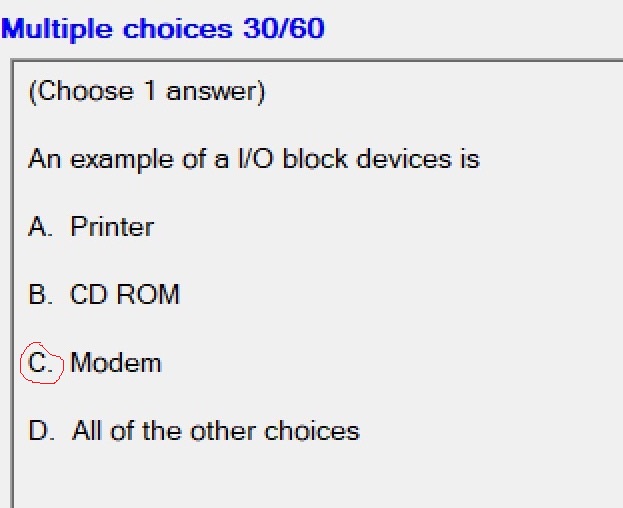 Multiple choices 30/60
(Choose 1 answer)
An example of a I/O block devices is
A. Printer
B. CD ROM
C. Modem
D. All of the other choices